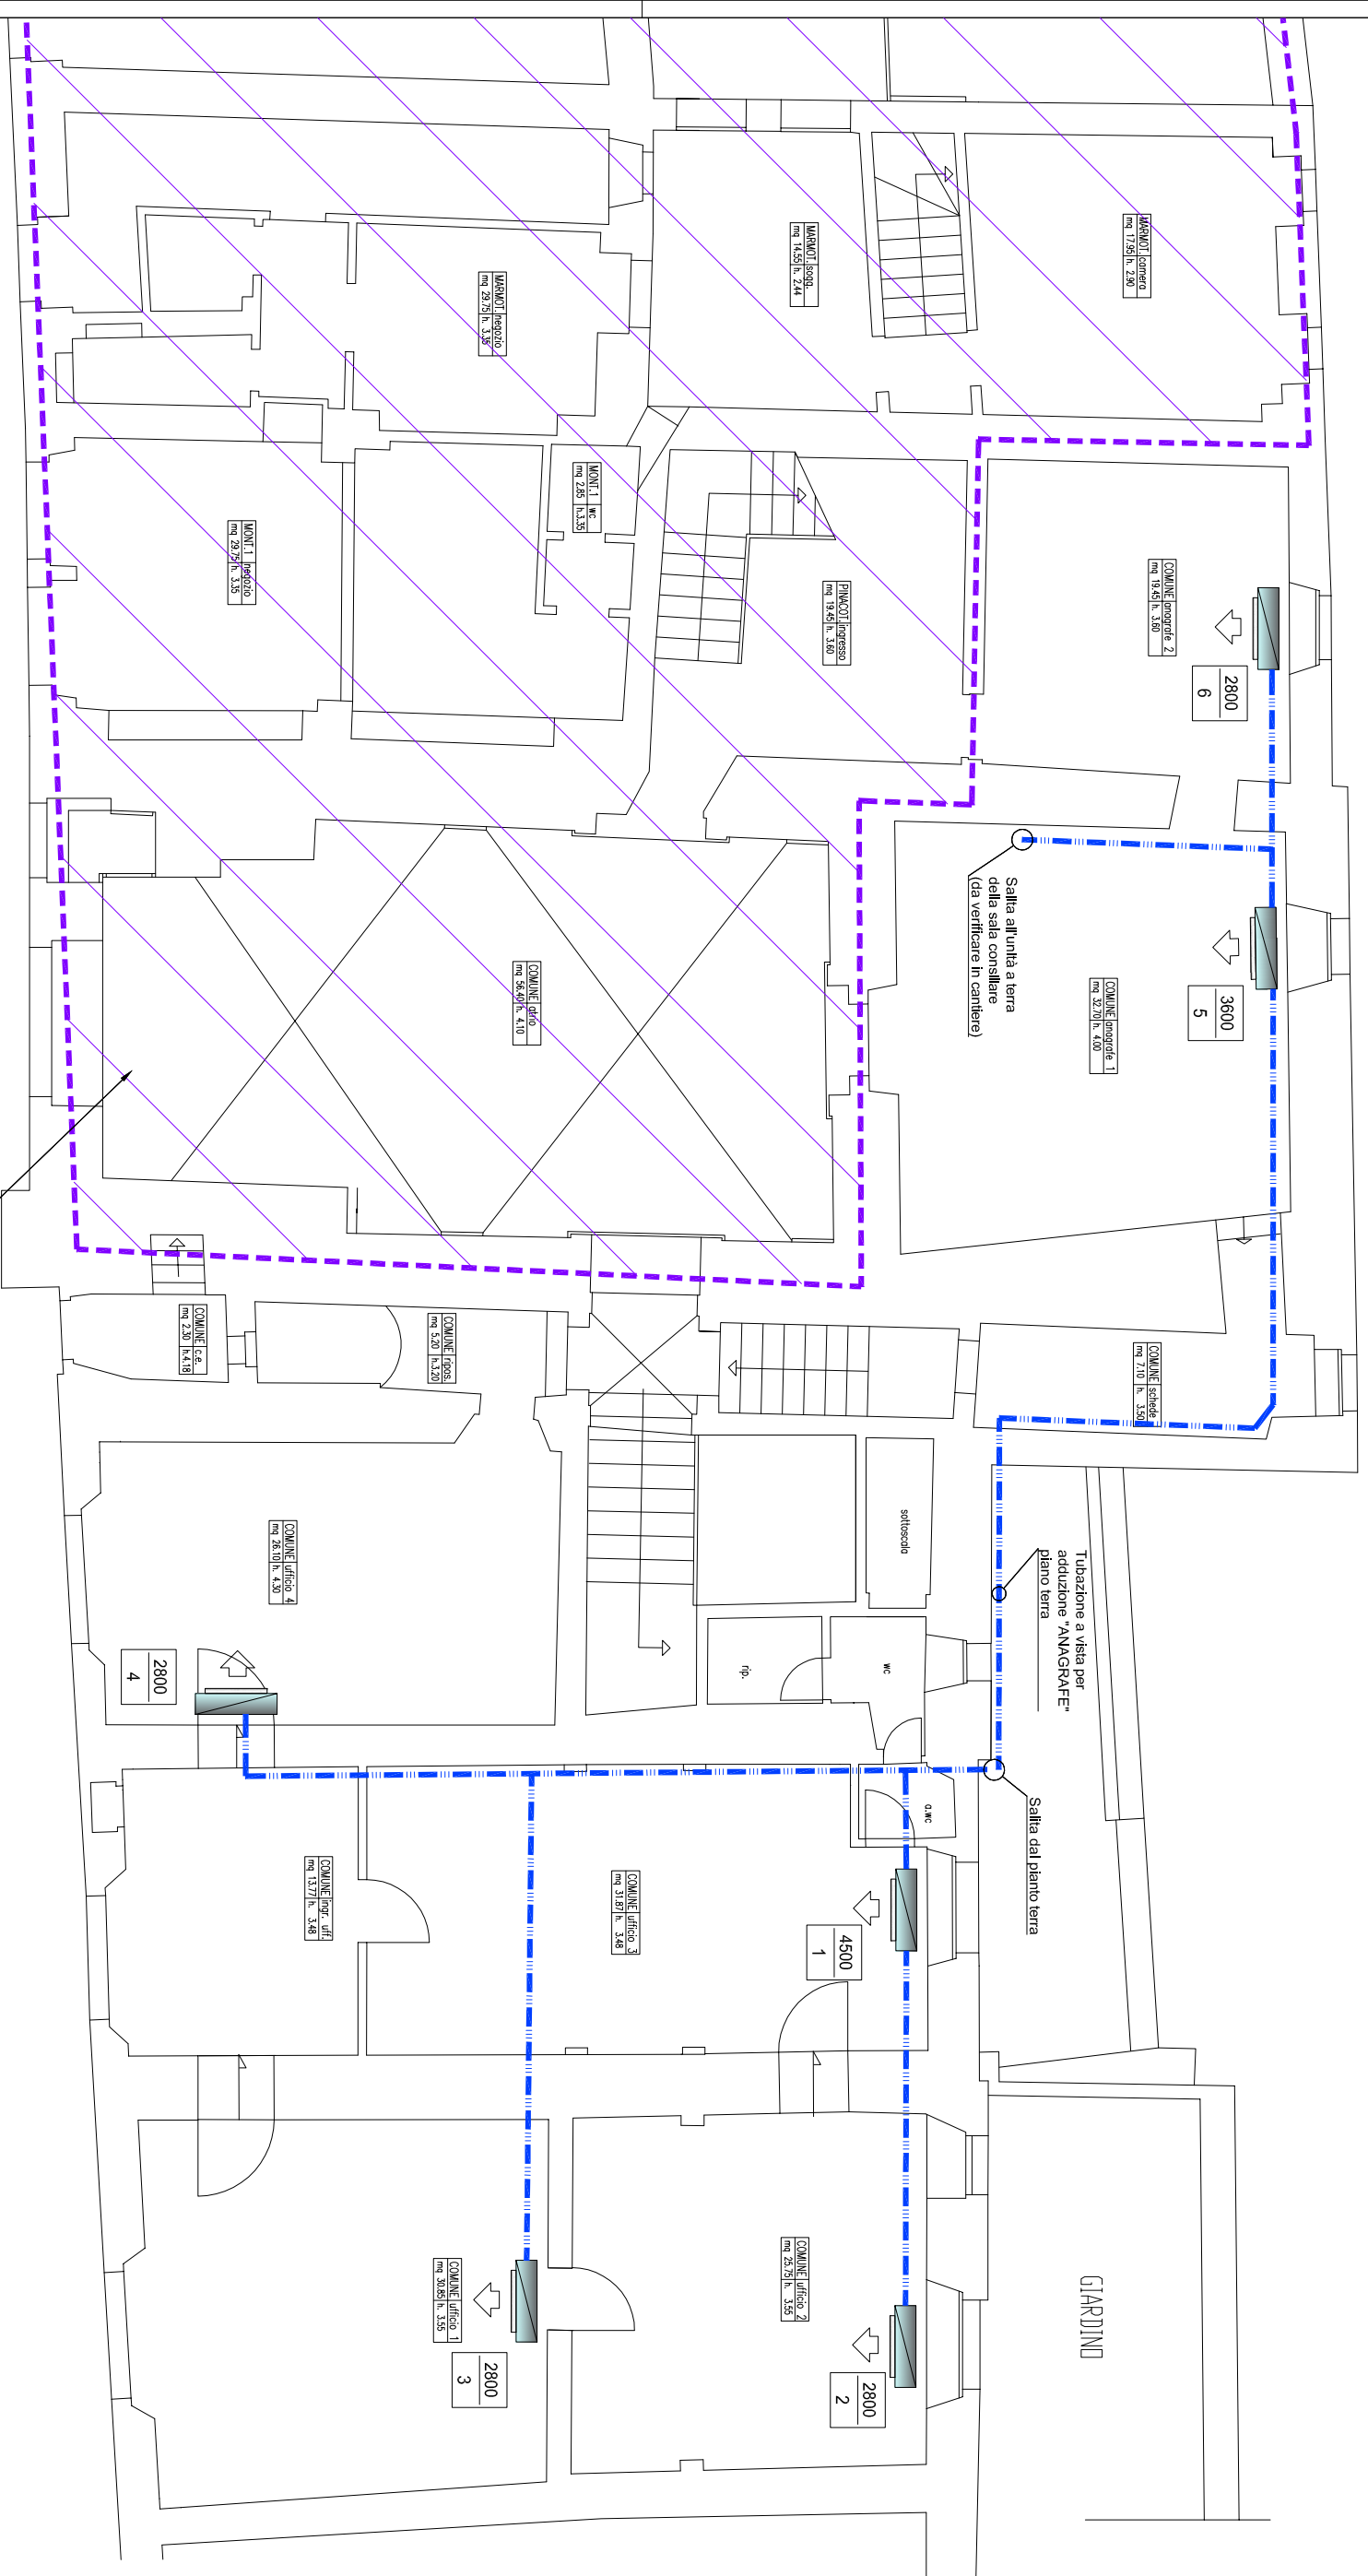 MARMOT. camera
mq 17.95 h. 2.90
MARMOT. sogg.
mq 14.55 h. 2.44
MARMOT. negozio
mq 29.75 h. 3.35
MONT.1 wc
mq 2.85 h.3.35
MONT.1 negozio
mq 29.75 h. 3.35
PINACOT. ingresso
mq 19.45 h. 3.60
COMUNE anagrafe 2
mq 19.45 h. 3.60
2800
6
Salita all'unità a terra
della sala consiliare
(da verificare in cantiere)
COMUNE anagrafe 1
mq 32.70 h. 4.00
3600
5
COMUNE atrio
mq 56.40 h. 4.10
COMUNE c.e.
mq 2.30 h.4.18
COMUNE ripos.
mq 5.20 h.3.20
COMUNE schede
mq 7.10 h. 3.50
COMUNE ufficio 4
mq 26.10 h. 4.30
2800
4
sottoscala
rip.
wc
a.wc
Tubazione a vista per
adduzione "ANAGRAFE"
piano terra
Salita dal pianto terra
COMUNE ingr. uff.
mq 13.77 h. 3.48
COMUNE ufficio 3
mq 31.87 h. 3.48
4500
1
COMUNE ufficio 1
mq 30.85 h. 3.55
2800
3
COMUNE ufficio 2
mq 25.75 h. 3.55
2800
2
GIARDINO